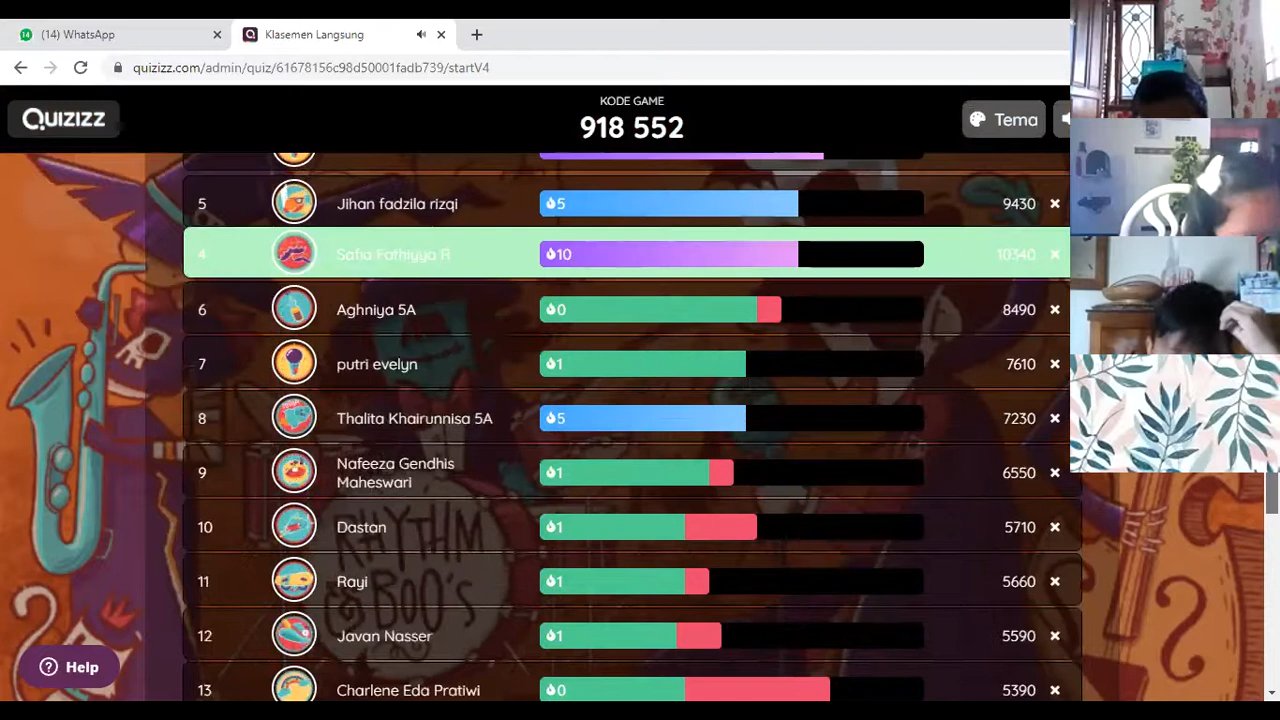 (14) WhatsApp
Klasemen Langsung
quizizz.com/admin/quiz/61678156c98d50001fadb739/startV4
Quizizz
KODE GAME
918 552
Tema
5 Jihan fadzila rizqi 5 9430
4 Safia Fathiyya R 10 10340
6 Aghniya 5A 0 8490
7 putri evelyn 1 7610
8 Thalita Khairunnisa 5A 5 7230
9 Nafeeza Gendhis
Maheswari 1 6550
10 Dastan 1 5710
11 Rayi 1 5660
12 Javan Nasser 1 5590
13 Charlene Eda Pratiwi 0 5390
RHYTHM
& BOO'S
Help